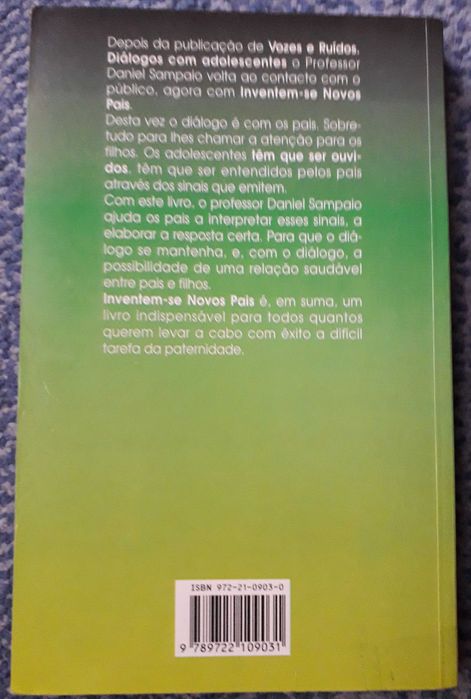 Depois da publicação de Vozes e Ruídos,
Diálogos com adolescentes o Professor
Daniel Sampaio volta ao contacto com o
público, agora com Inventem-se Novos
Pais.
Desta vez o diálogo é com os pais. Sobre-
tudo para lhes chamar a atenção para os
filhos. Os adolescentes têm que ser ouvi-
dos, têm que ser entendidos pelos pais
através dos sinais que emitem.
Com este livro, o professor Daniel Sampaio
ajuda os pais a interpretar esses sinais, a
elaborar a resposta certa. Para que o diá-
logo se mantenha, e, com o diálogo, a
possibilidade de uma relação saudável
entre pais e filhos.
Inventem-se Novos Pais é, em suma, um
livro indispensável para todos quantos
querem levar a cabo com êxito a difícil
tarefa da paternidade.
ISBN 972-21-0903-0
9 789722 109031